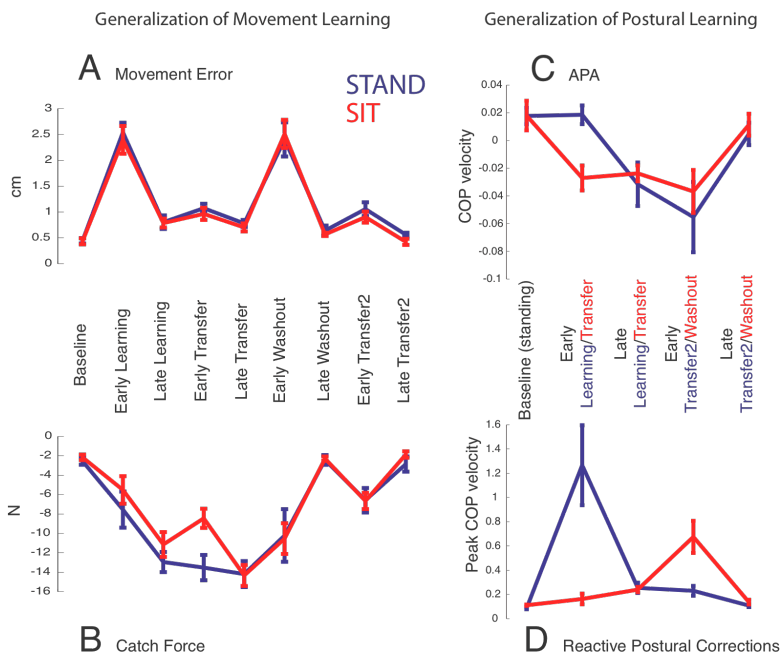 Generalization of Movement Learning
Generalization of Postural Learning
A Movement Error
STAND
SIT
3
2.5
2
1.5
1
0.5
0
cm
C APA
0.04
0.02
0
-0.02
-0.04
-0.06
-0.08
-0.1
COP velocity
Baseline
Early Learning
Late Learning
Early Transfer
Late Transfer
Early Washout
Late Washout
Early Transfer2
Late Transfer2
Baseline (standing)
Early
Learning/Transfer
Late
Learning/Transfer
Early
Transfer2/Washout
Late
Transfer2/Washout
0
-2
-4
-6
-8
-10
-12
-14
-16
N
B Catch Force
1.6
1.4
1.2
1
0.8
0.6
0.4
0.2
0
Peak COP velocity
D Reactive Postural Corrections